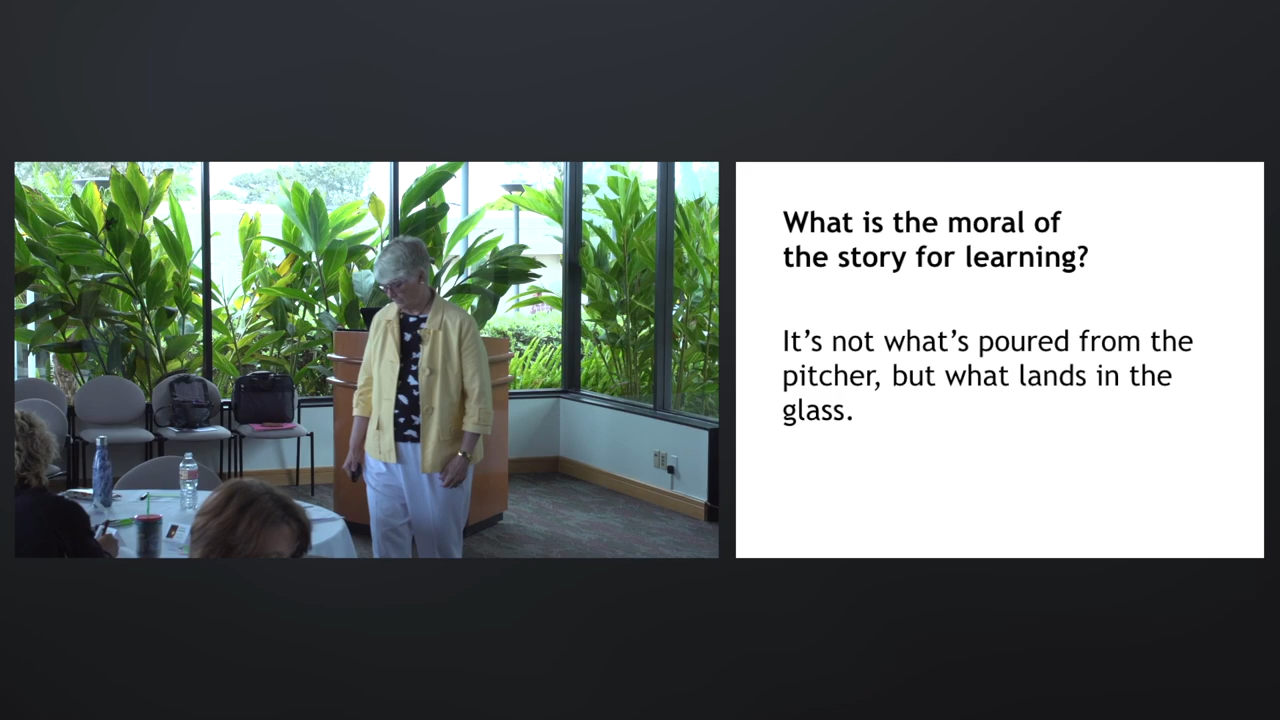 What is the moral of
the story for learning?
It’s not what’s poured from the
pitcher, but what lands in the
glass.